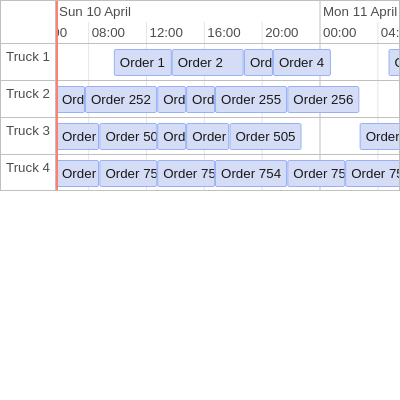 Sun 10 April Mon 11 April
00 08:00 12:00 16:00 20:00 00:00 04:
Truck 1 Order 1 Order 2 Ord Order 4
Truck 2 Ord Order 252 Ord Ord Order 255 Order 256
Truck 3 Order Order 50 Ord Order Order 505 Order
Truck 4 Order Order 75 Order 75 Order 754 Order 75 Order 75